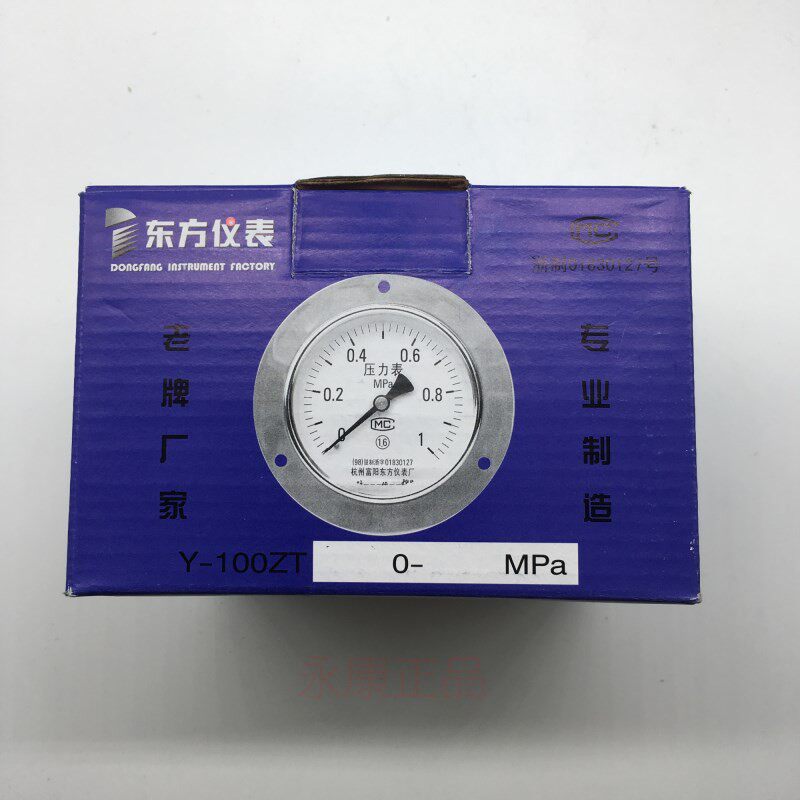 东方仪表
DONGFANG INSTRUMENT FACTORY
MC
浙制01830127号
老牌厂家
专业制造
0.4
0.6
0.2
0.8
0
1
压力表
MPa
MC
1.6
杭州富阳东方仪表厂
Y-100ZT
0-
MPa
永康正品